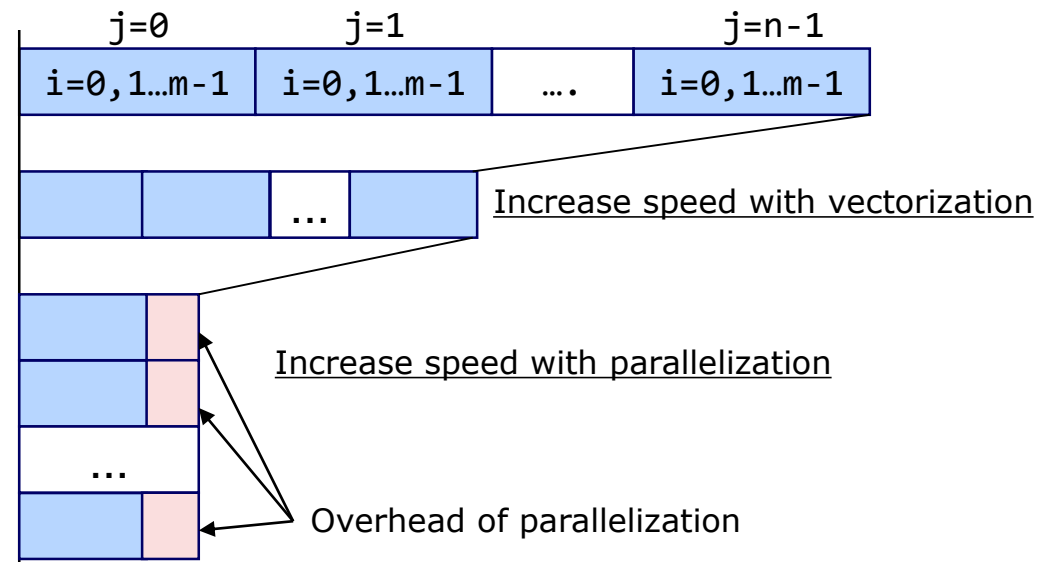 j=0 j=1 j=n-1
i=0,1…m-1 i=0,1…m-1 …. i=0,1…m-1
... Increase speed with vectorization
Increase speed with parallelization
...
Overhead of parallelization